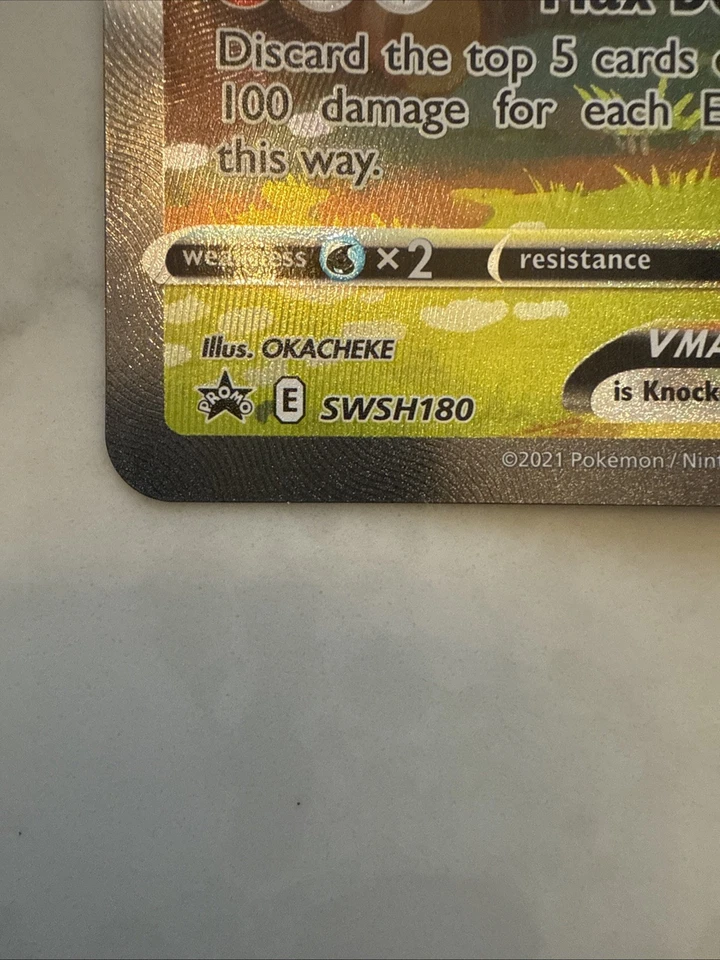 Discard the top 5 cards
100 damage for each E
this way.
weakness ×2 resistance
Illus. OKACHEKE
VMA
PROMO E SWSH180
is Knock
©2021 Pokémon / Nint